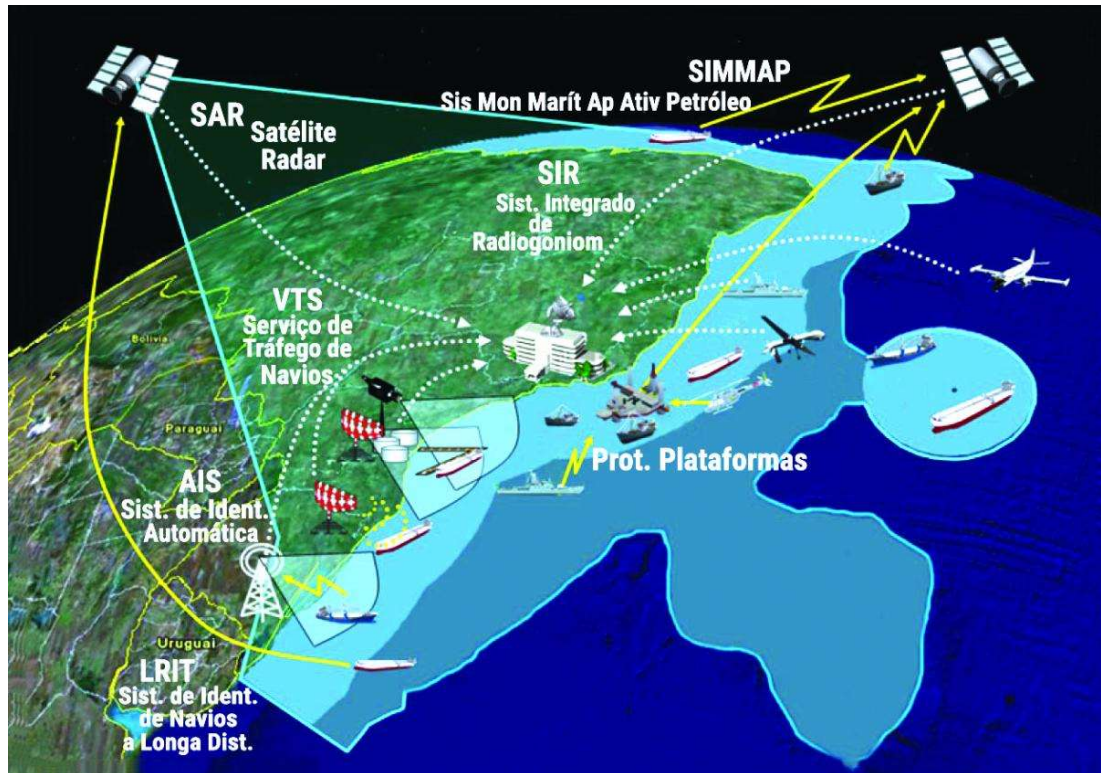 SIMMAP
Sis Mon Marít Ap Ativ Petróleo
SAR
Satélite
Radar
SIR
Sist. Integrado
de
Radiogoniom
VTS
Serviço de
Tráfego de
Navios
Bolívia
Paraguai
Prot. Plataformas
AIS
Sist. de Ident.
Automática
Uruguai
LRIT
Sist. de Ident.
de Navios
a Longa Dist.